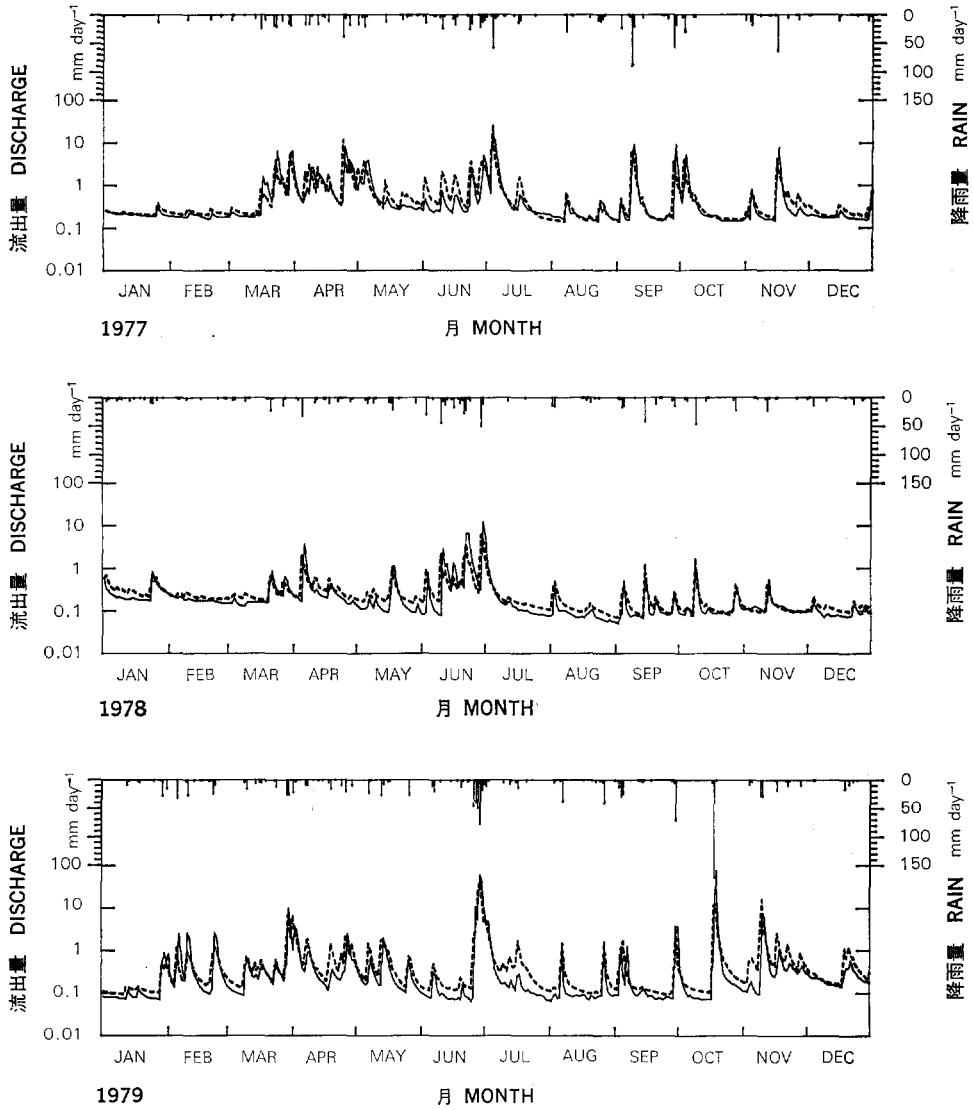 流出量 DISCHARGE mm day⁻¹
100
10
1
0.1
0.01
0
50
100
150
降雨量 RAIN mm day⁻¹
JAN FEB MAR APR MAY JUN JUL AUG SEP OCT NOV DEC
1977 月 MONTH
流出量 DISCHARGE mm day⁻¹
100
10
1
0.1
0.01
0
50
100
150
降雨量 RAIN mm day⁻¹
JAN FEB MAR APR MAY JUN JUL AUG SEP OCT NOV DEC
1978 月 MONTH
流出量 DISCHARGE mm day⁻¹
100
10
1
0.1
0.01
0
50
100
150
降雨量 RAIN mm day⁻¹
JAN FEB MAR APR MAY JUN JUL AUG SEP OCT NOV DEC
1979 月 MONTH